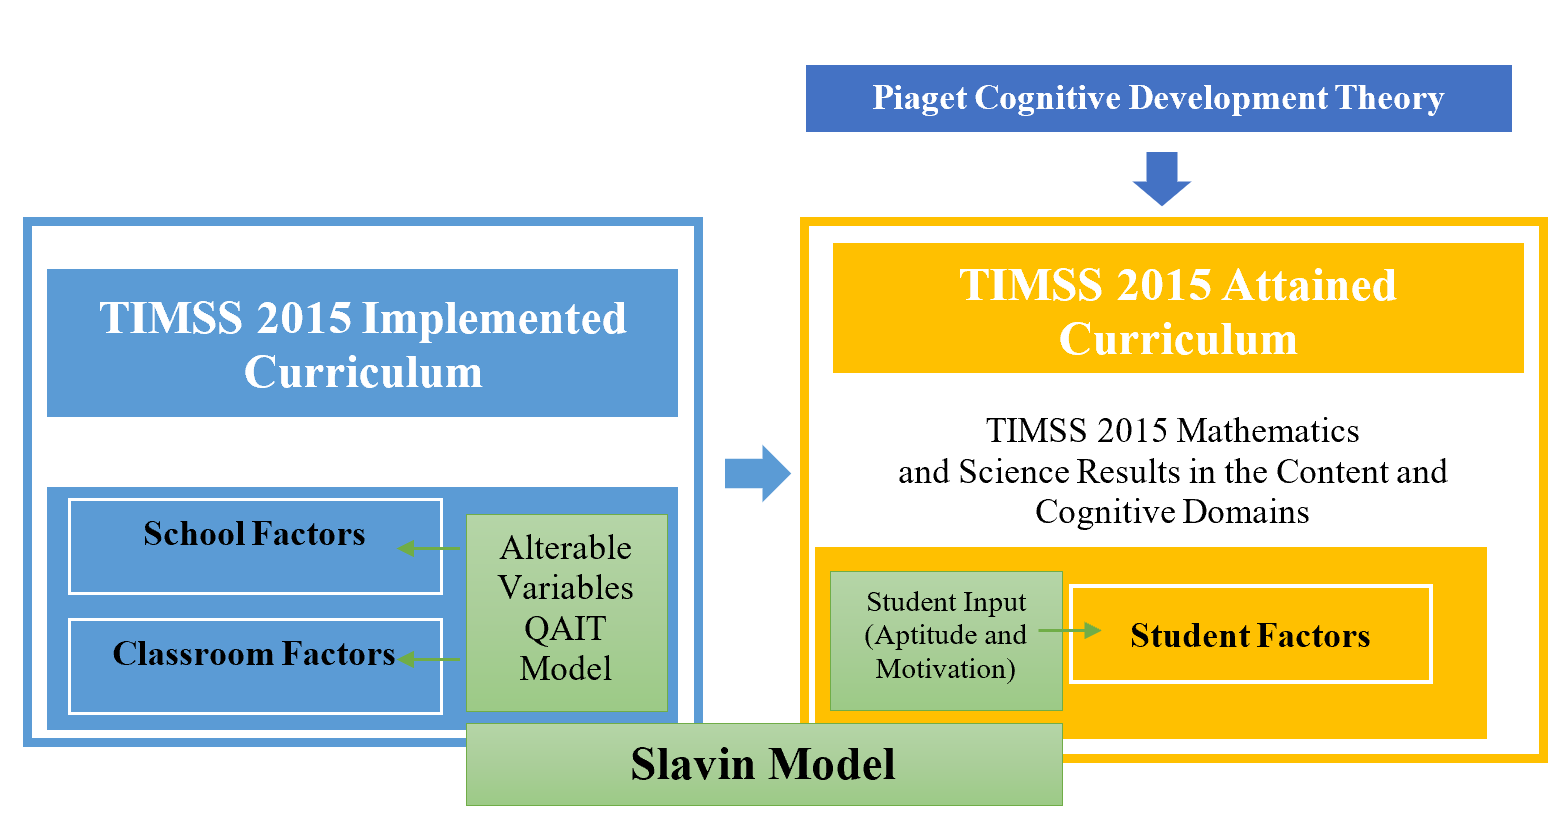 Piaget Cognitive Development Theory
TIMSS 2015 Implemented
Curriculum
School Factors
Classroom Factors
Alterable
Variables
QAIT
Model
TIMSS 2015 Attained
Curriculum
TIMSS 2015 Mathematics
and Science Results in the Content and
Cognitive Domains
Student Input
(Aptitude and
Motivation)
Student Factors
Slavin Model